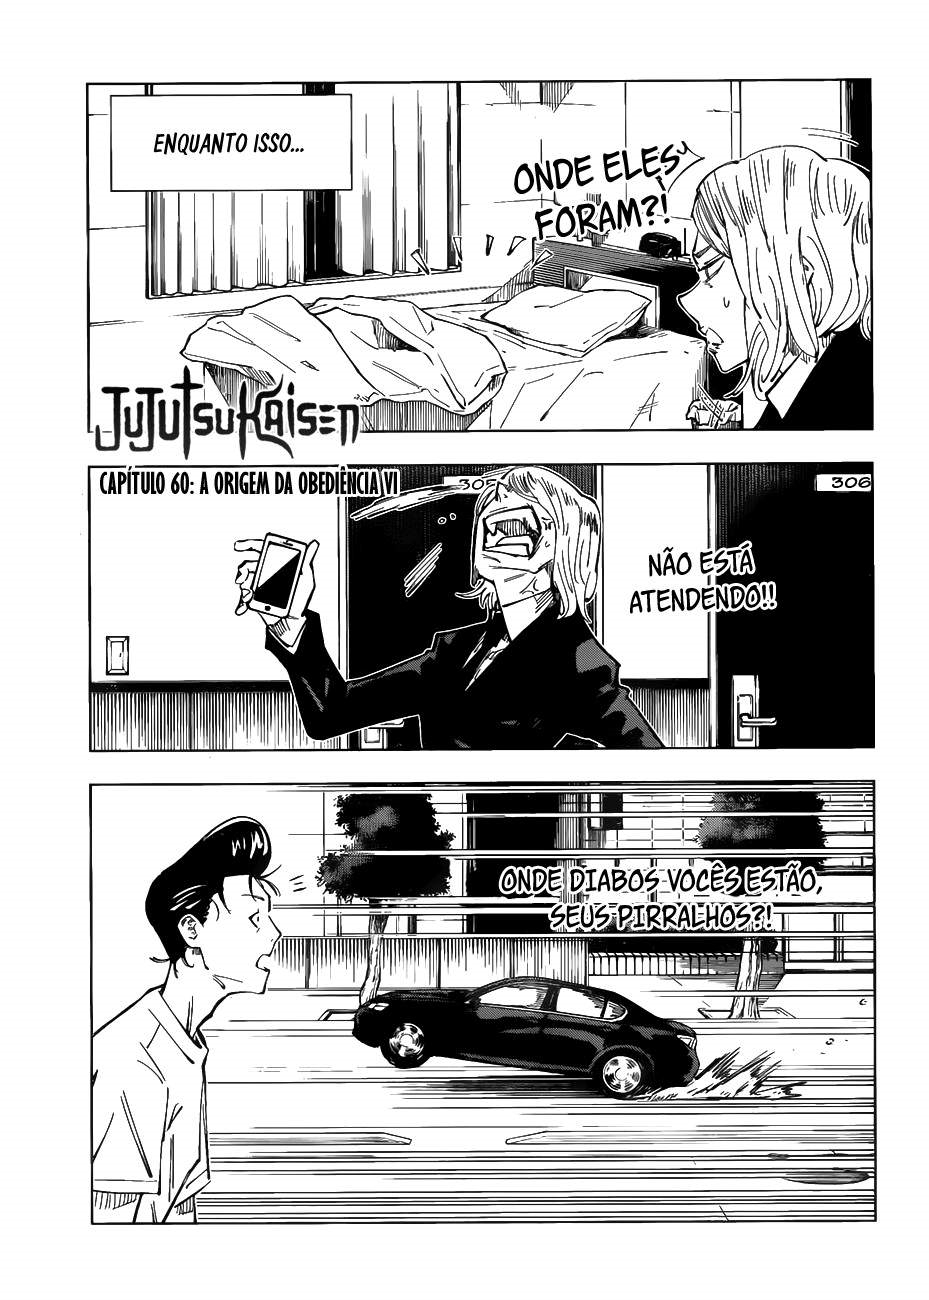 ENQUANTO ISSO...
ONDE ELES
FORAM?!
JUJUTSU KAISEN
CAPÍTULO 60: A ORIGEM DA OBEDIÊNCIA VI
305
306
NÃO ESTÁ
ATENDENDO!!
ONDE DIABOS VOCÊS ESTÃO,
SEUS PIRRALHOS?!